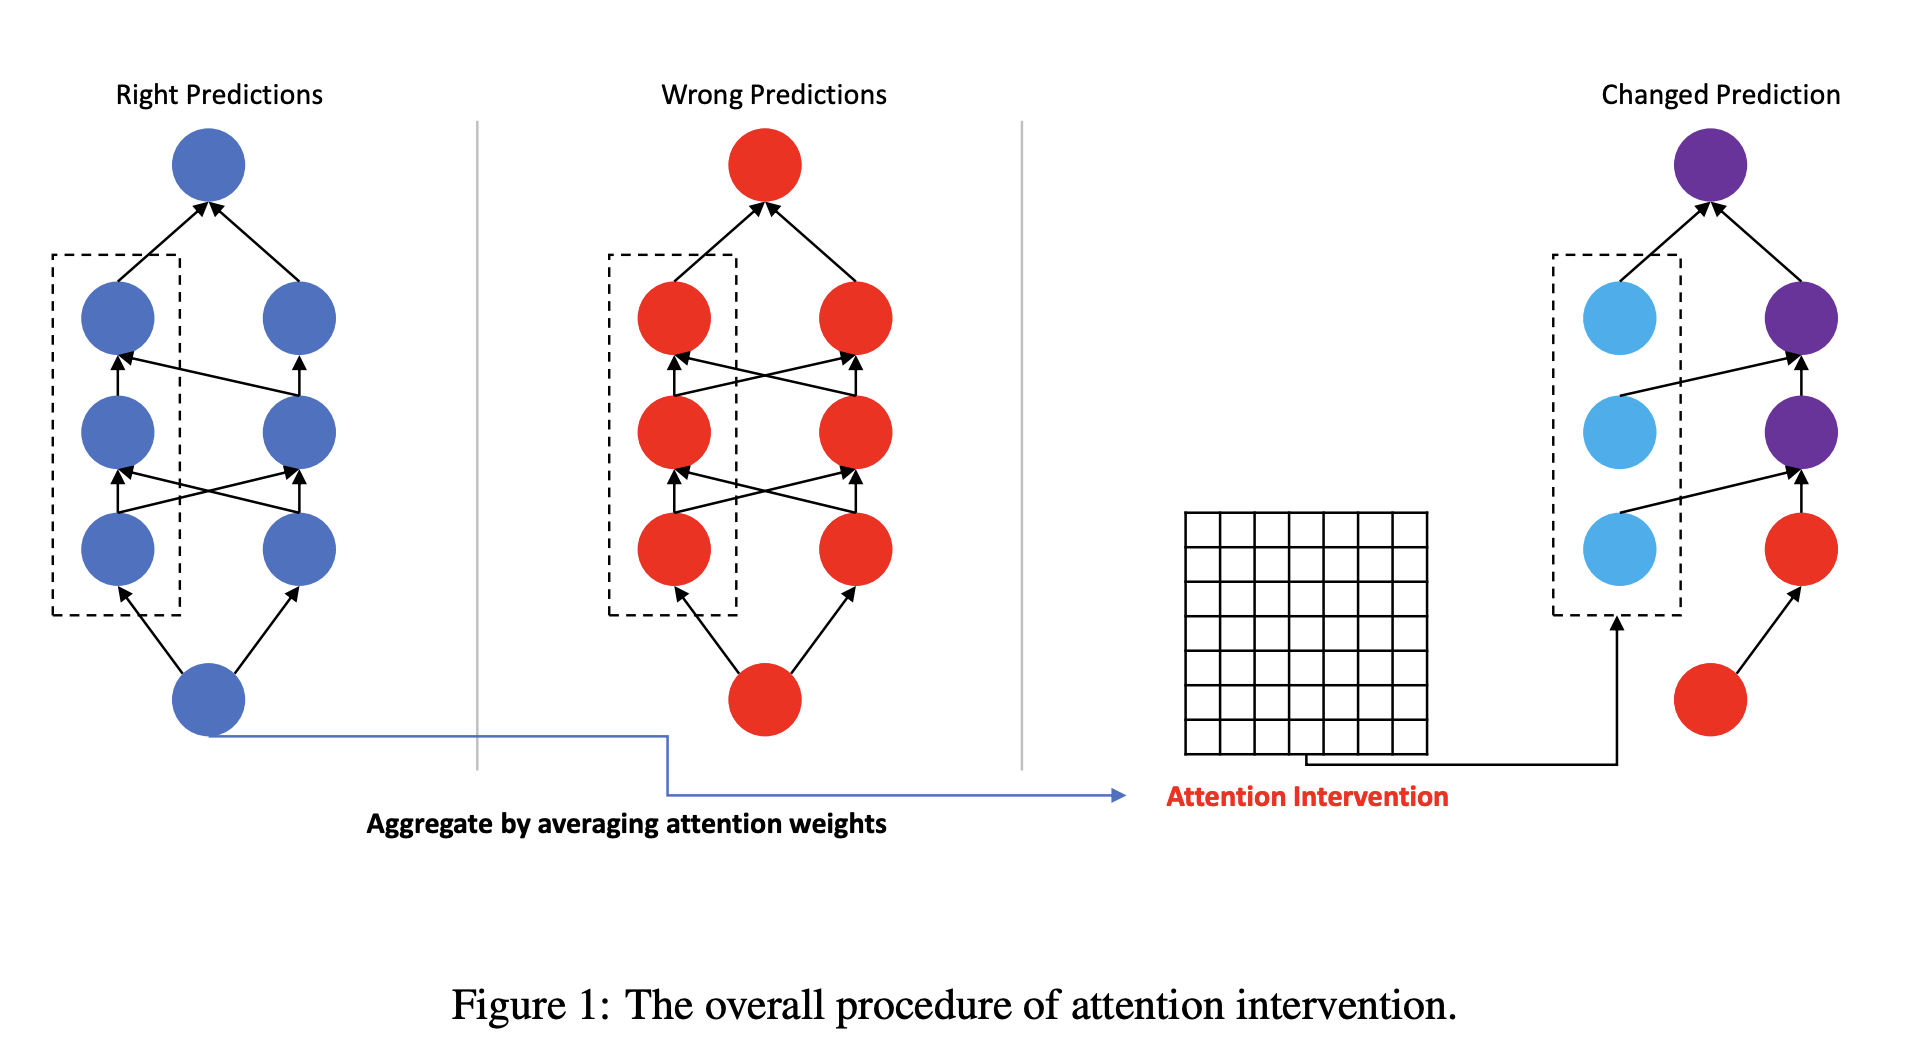 Right Predictions
Wrong Predictions
Changed Prediction
Attention Intervention
Aggregate by averaging attention weights
Figure 1: The overall procedure of attention intervention.